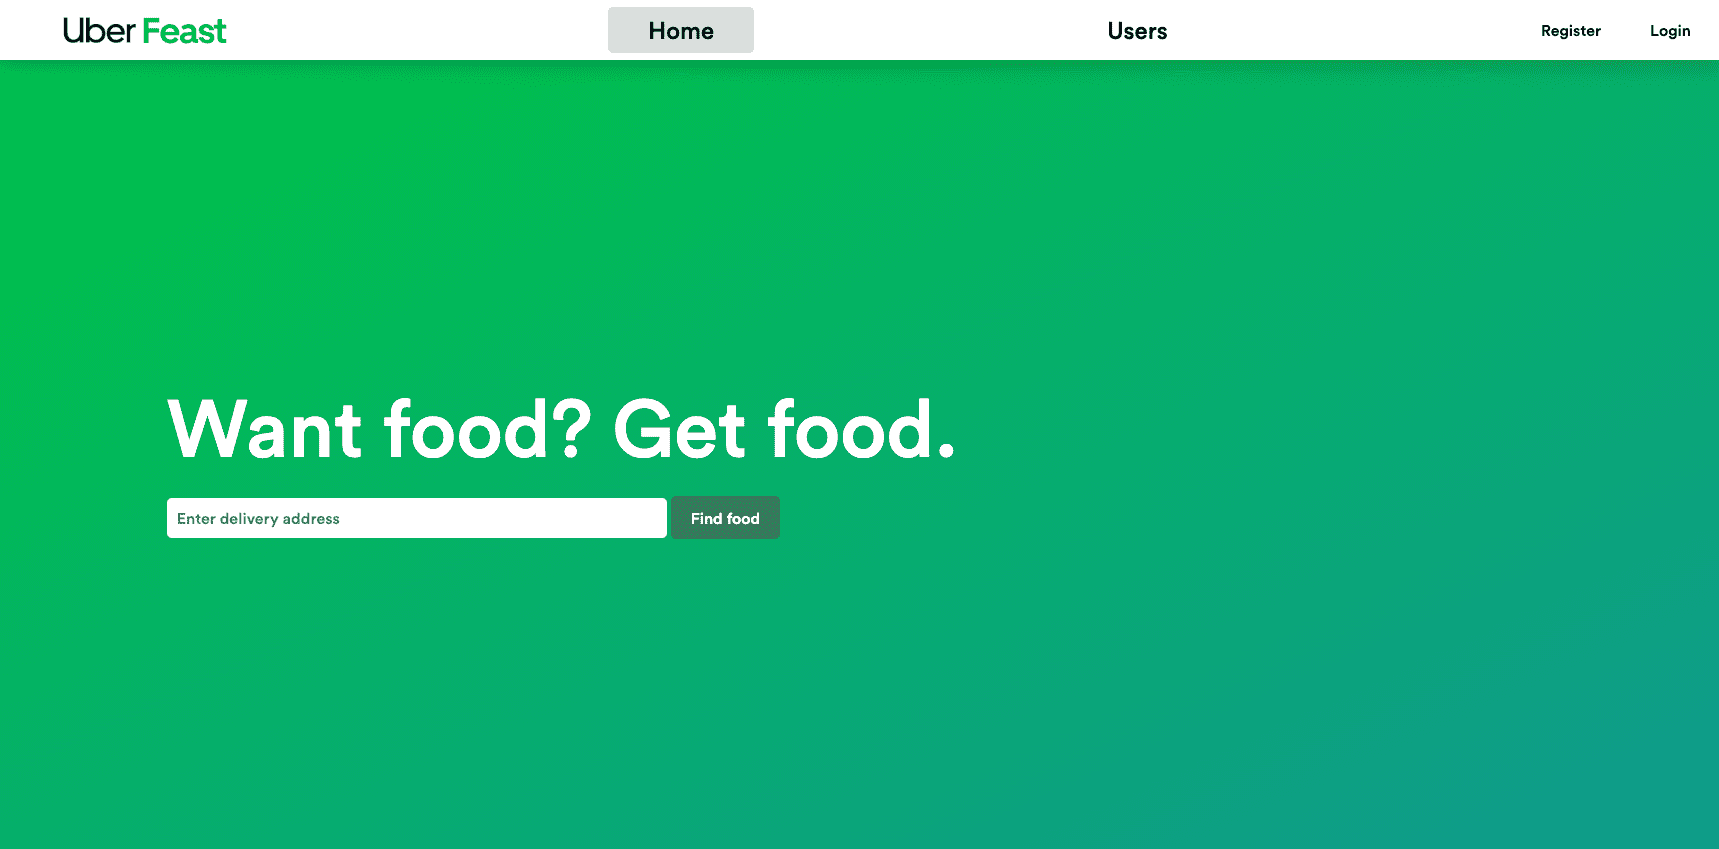 Uber Feast Home Users Register Login
Want food? Get food.
Enter delivery address Find food